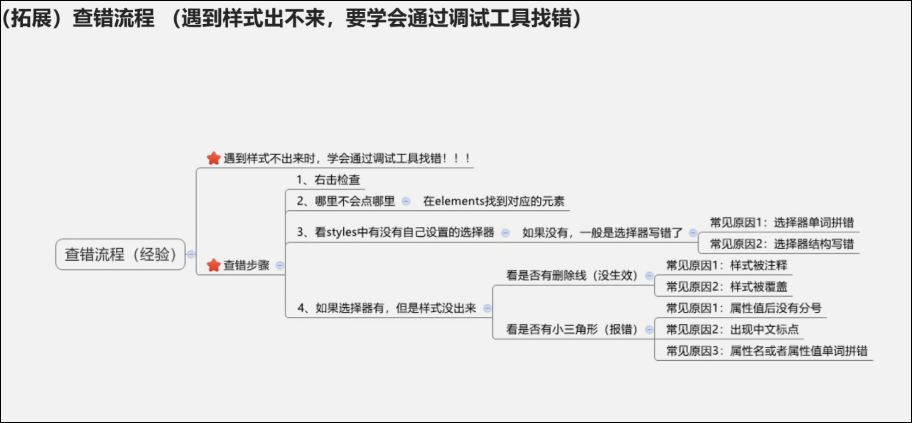 (拓展) 查错流程 （遇到样式出不来，要学会通过调试工具找错）
遇到样式不出来时，学会通过调试工具找错！！！
1、右击检查
2、哪里不会点哪里
在elements找到对应的元素
3、看styles中有没有自己设置的选择器
如果没有，一般是选择器写错了
常见原因1：选择器单词拼错
常见原因2：选择器结构写错
查错流程（经验）
查错步骤
4、如果选择器有，但是样式没出来
看是否有删除线（没生效）
常见原因1：样式被注释
常见原因2：样式被覆盖
看是否有小三角形（报错）
常见原因1：属性值后没有分号
常见原因2：出现中文标点
常见原因3：属性名或者属性值单词拼错